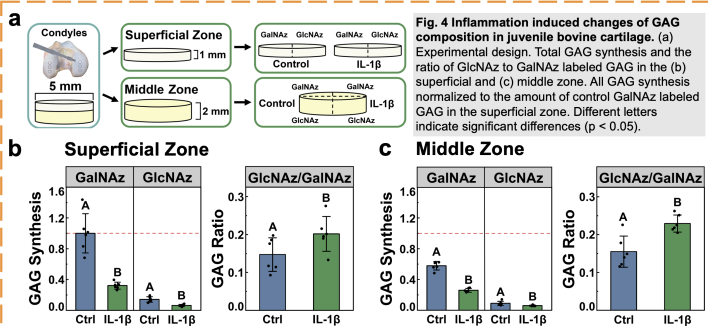 a
Condyles
5 mm
Superficial Zone
1 mm
Middle Zone
2 mm
GalNAz GlcNAz GalNAz GlcNAz
Control IL-1β
GalNAz
Control IL-1β
GlcNAz GlcNAz
Fig. 4 Inflammation induced changes of GAG
composition in juvenile bovine cartilage. (a)
Experimental design. Total GAG synthesis and the
ratio of GlcNAz to GalNAz labeled GAG in the (b)
superficial and (c) middle zone. All GAG synthesis
normalized to the amount of control GalNAz labeled
GAG in the superficial zone. Different letters
indicate significant differences (p < 0.05).
b Superficial Zone
GalNAz GlcNAz
GAG Synthesis
1.6
1.2
0.8
0.4
0.0
A
B
A
B
Ctrl IL-1β Ctrl IL-1β
GlcNAz/GalNAz
GAG Ratio
0.3
0.2
0.1
0.0
A
B
Ctrl IL-1β
c Middle Zone
GalNAz GlcNAz
GAG Synthesis
1.6
1.2
0.8
0.4
0.0
A
B
A
B
Ctrl IL-1β Ctrl IL-1β
GlcNAz/GalNAz
GAG Ratio
0.3
0.2
0.1
0.0
A
B
Ctrl IL-1β